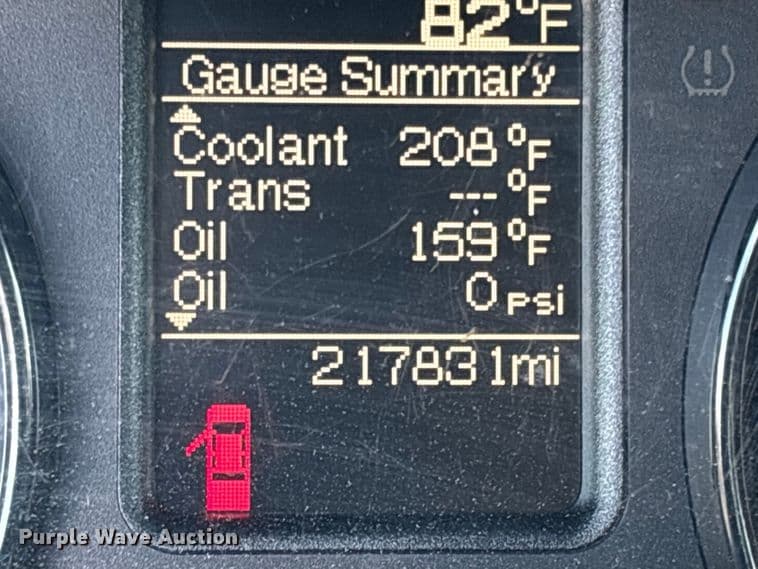 82°F
Gauge Summary
Coolant 208°F
Trans ---°F
Oil 159°F
Oil 0 psi
217831mi
Purple Wave Auction